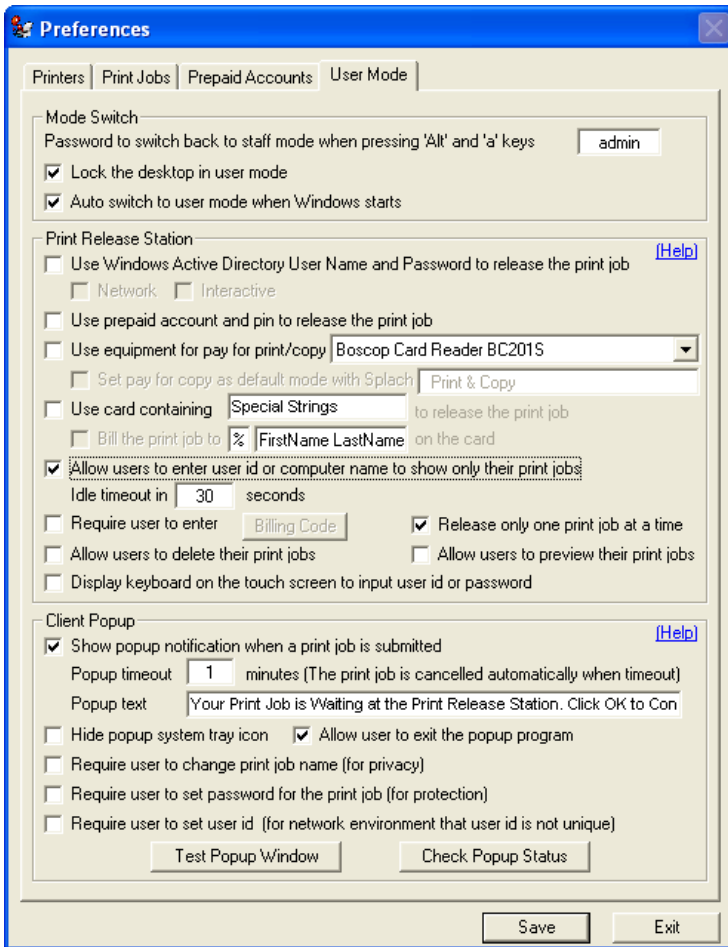 Preferences
Printers Print Jobs Prepaid Accounts User Mode
Mode Switch
Password to switch back to staff mode when pressing 'Alt' and 'a' keys admin
Lock the desktop in user mode
Auto switch to user mode when Windows starts
Print Release Station
(Help)
Use Windows Active Directory User Name and Password to release the print job
Network Interactive
Use prepaid account and pin to release the print job
Use equipment for pay for print/copy Boscop Card Reader BC201S
Set pay for copy as default mode with Splach Print & Copy
Use card containing Special Strings to release the print job
Bill the print job to % FirstName LastName on the card
Allow users to enter user id or computer name to show only their print jobs
Idle timeout in 30 seconds
Require user to enter Billing Code Release only one print job at a time
Allow users to delete their print jobs Allow users to preview their print jobs
Display keyboard on the touch screen to input user id or password
Client Popup
(Help)
Show popup notification when a print job is submitted
Popup timeout 1 minutes (The print job is cancelled automatically when timeout)
Popup text Your Print Job is Waiting at the Print Release Station. Click OK to Con
Hide popup system tray icon Allow user to exit the popup program
Require user to change print job name (for privacy)
Require user to set password for the print job (for protection)
Require user to set user id (for network environment that user id is not unique)
Test Popup Window Check Popup Status
Save Exit